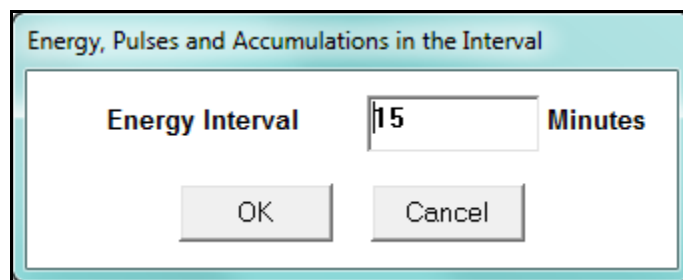 Energy, Pulses and Accumulations in the Interval
Energy Interval 15 Minutes
OK Cancel